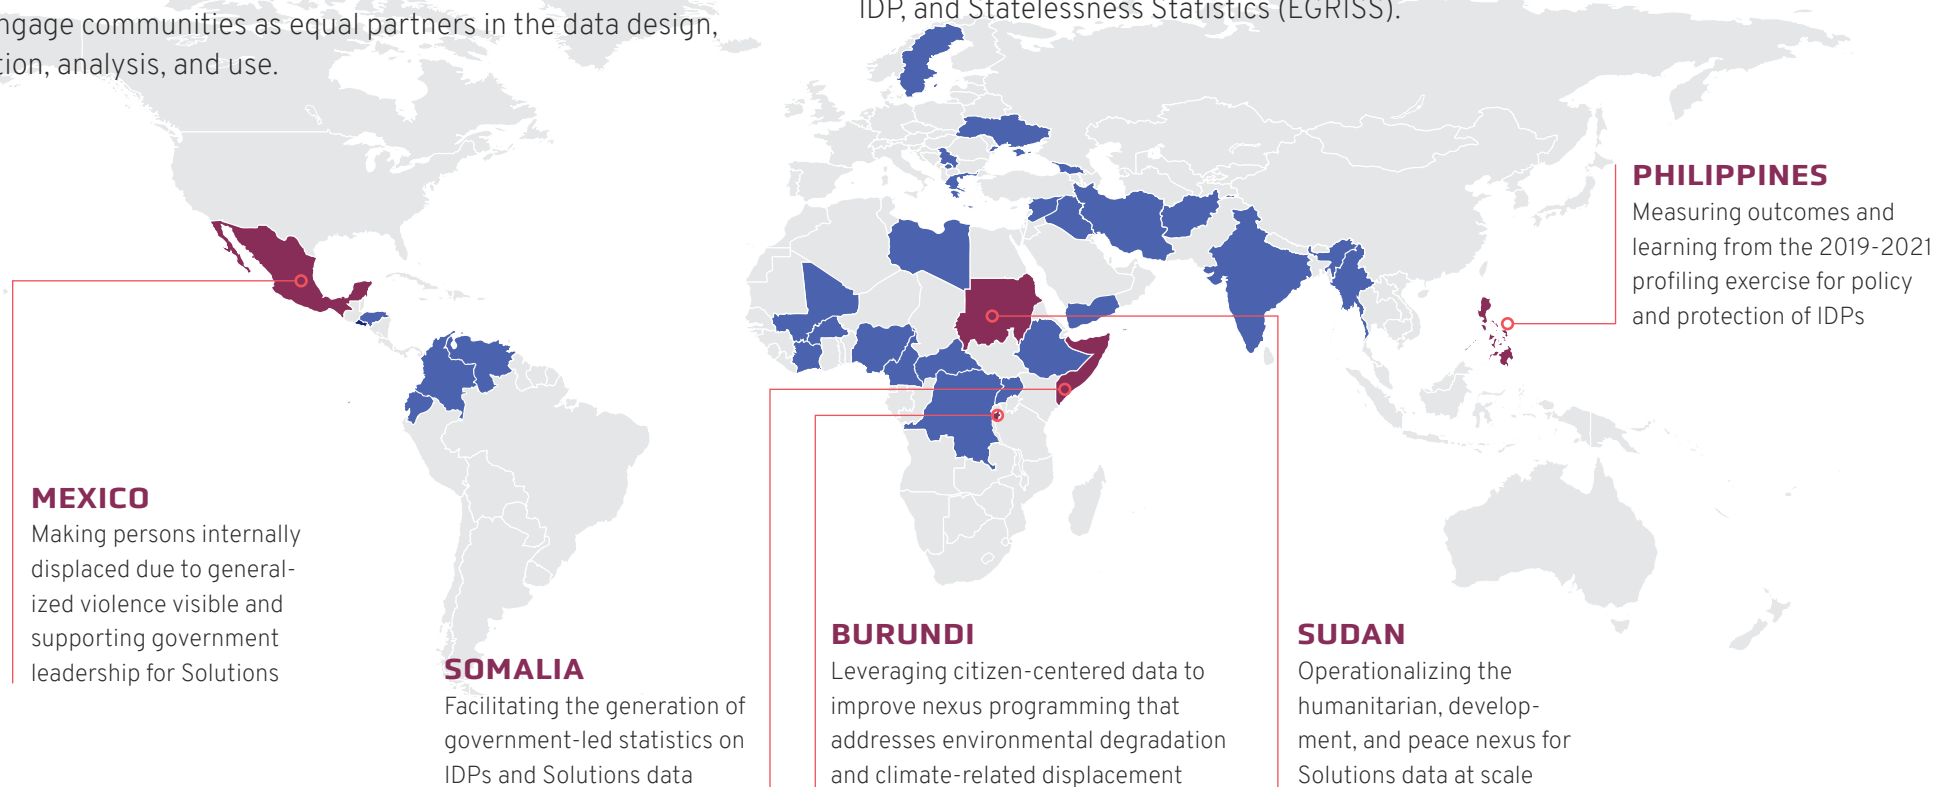 ngage communities as equal partners in the data design,
tion, analysis, and use.
IDP, and Statelessness Statistics (EGRISS).
PHILIPPINES
Measuring outcomes and
learning from the 2019-2021
profiling exercise for policy
and protection of IDPs
MEXICO
Making persons internally
displaced due to general-
ized violence visible and
supporting government
leadership for Solutions
SOMALIA
Facilitating the generation of
government-led statistics on
IDPs and Solutions data
BURUNDI
Leveraging citizen-centered data to
improve nexus programming that
addresses environmental degradation
and climate-related displacement
SUDAN
Operationalizing the
humanitarian, develop-
ment, and peace nexus for
Solutions data at scale